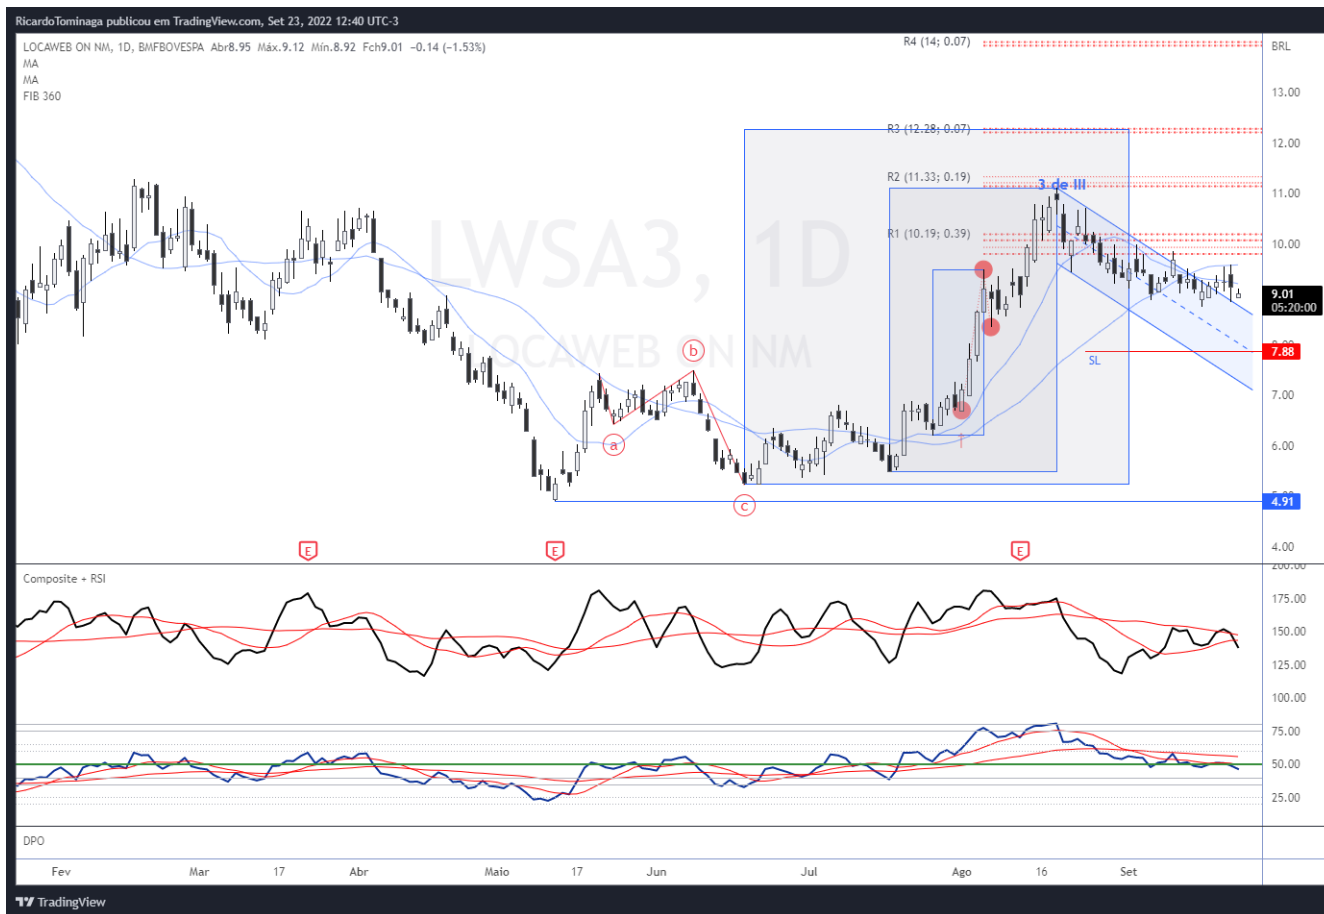 RicardoTominaga publicou em TradingView.com, Set 23, 2022 12:40 UTC-3
LOCAWEB ON NM, 1D, BMFBOVESPA Abr8.95 Máx.9.12 Mín.8.92 Fch9.01 −0.14 (−1.53%)
MA
MA
FIB 360
BRL
R4 (14; 0.07)
13.00
R3 (12.28; 0.07)
12.00
R2 (11.33; 0.19)
3 de III
11.00
R1 (10.19; 0.39)
10.00
LWSA3, 1D
LOCAWEB ON NM
9.01
05:20:00
7.88
SL
7.00
6.00
b
a
c
4.91
4.00
E
E
E
Composite + RSI
200.00
175.00
150.00
125.00
100.00
75.00
50.00
25.00
DPO
Fev Mar 17 Abr Maio 17 Jun Jul Ago 16 Set
TradingView